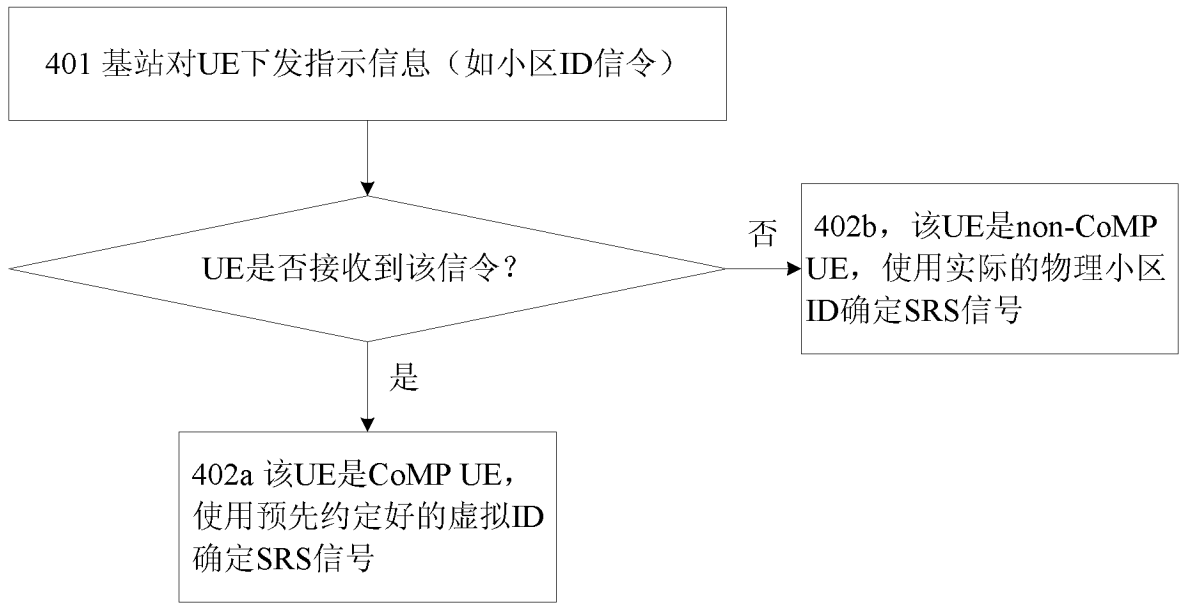 401 基站对UE下发指示信息（如小区ID信令）
UE是否接收到该信令？
否
402b，该UE是non-CoMP
UE，使用实际的物理小区
ID确定SRS信号
是
402a 该UE是CoMP UE，
使用预先约定好的虚拟ID
确定SRS信号